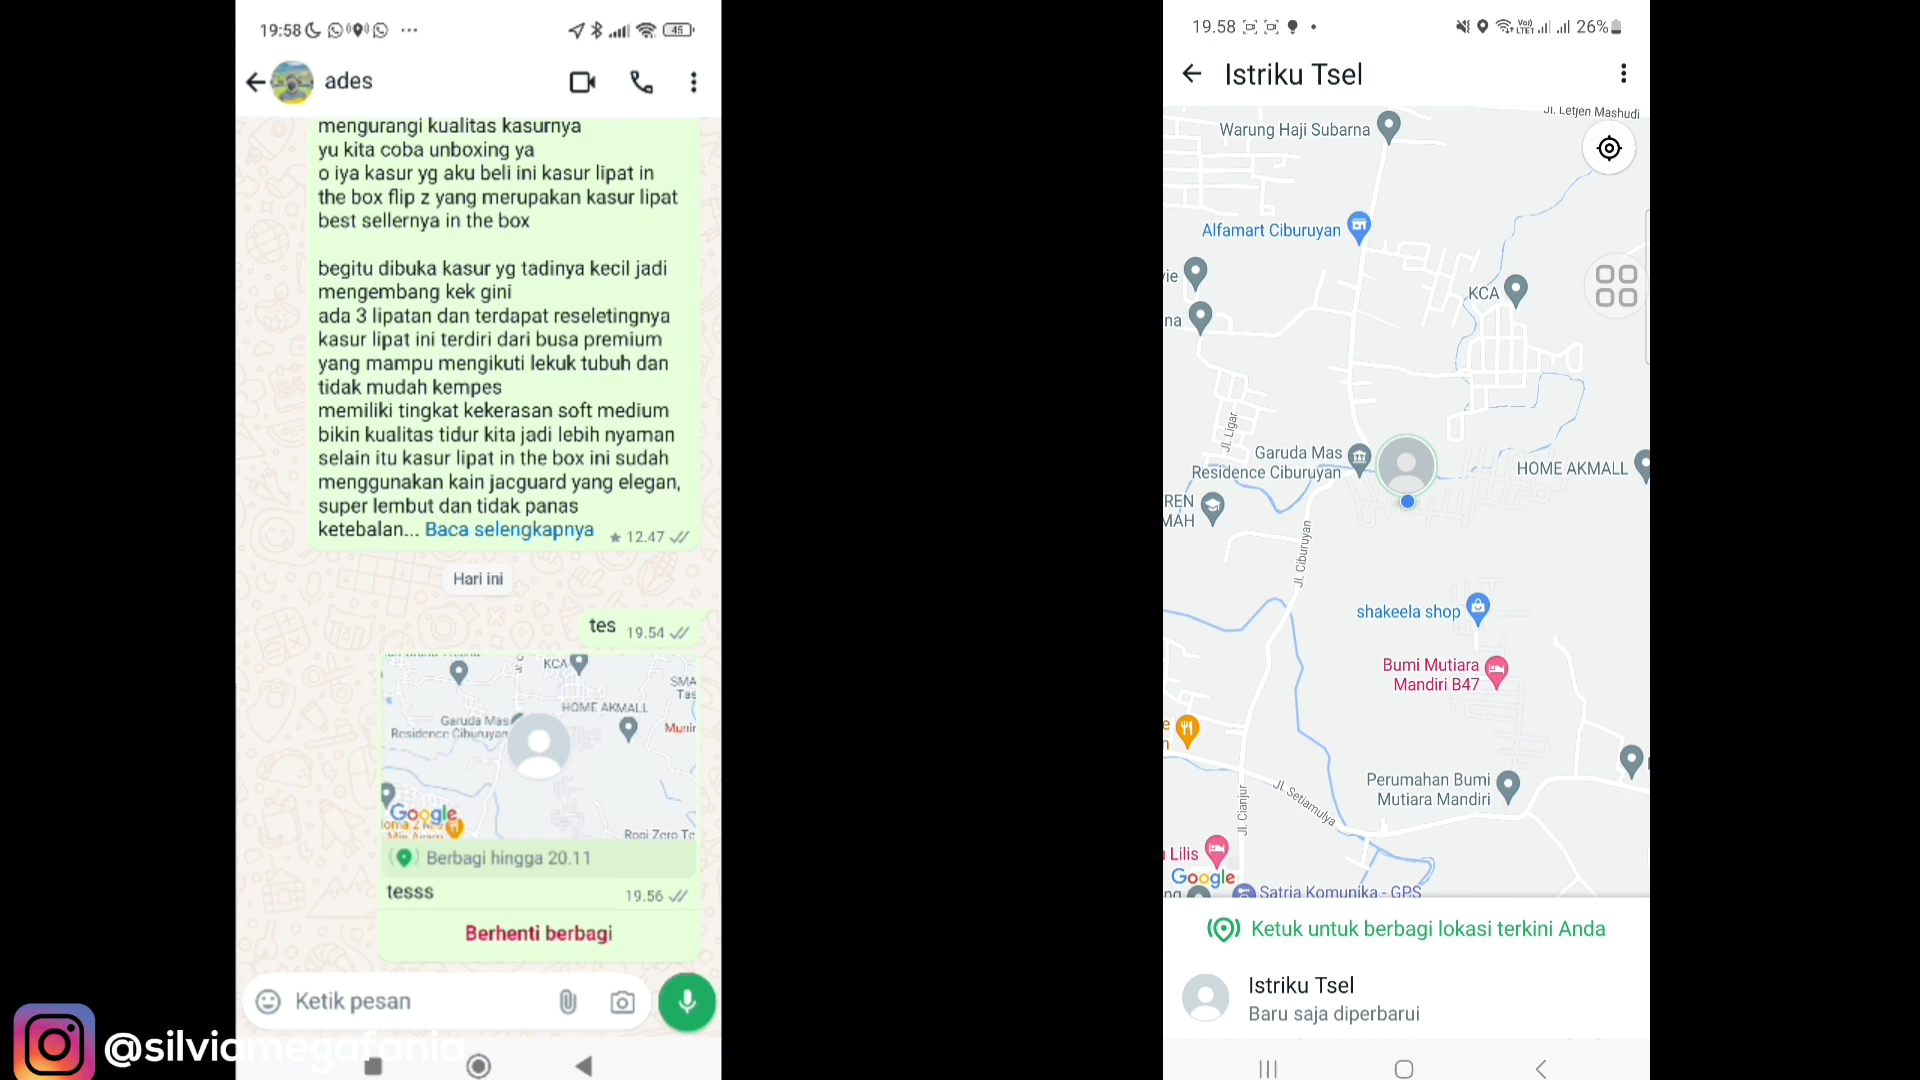 19:58
45
ades
mengurangi kualitas kasurnya
yu kita coba unboxing ya
o iya kasur yg aku beli ini kasur lipat in
the box flip z yang merupakan kasur lipat
best sellernya in the box
begitu dibuka kasur yg tadinya kecil jadi
mengembang kek gini
ada 3 lipatan dan terdapat reseletingnya
kasur lipat ini terdiri dari busa premium
yang mampu mengikuti lekuk tubuh dan
tidak mudah kempes
memiliki tingkat kekerasan soft medium
bikin kualitas tidur kita jadi lebih nyaman
selain itu kasur lipat in the box ini sudah
menggunakan kain jacguard yang elegan,
super lembut dan tidak panas
ketebalan... Baca selengkapnya
12.47
Hari ini
tes 19.54
KCA
SMA
Tas
HOME AKMALL
Garuda Mas
Residence Ciburuyan
Munir
Google
Berbagi hingga 20.11
tesss 19.56
Berhenti berbagi
Ketik pesan
@silviamegafania
19.58
26%
Istriku Tsel
Jl. Letjen Mashudi
Warung Haji Subarna
Alfamart Ciburuyan
vie
KCA
na
Jl. Ligar
Garuda Mas
Residence Ciburuyan
HOME AKMALL
REN
MAH
Jl. Ciburuyan
shakeela shop
Bumi Mutiara
Mandiri B47
Perumahan Bumi
Mutiara Mandiri
Jl. Setiamulya
Jl. Cianjur
Lilis
Google
Satria Komunika - GPS
Ketuk untuk berbagi lokasi terkini Anda
Istriku Tsel
Baru saja diperbarui